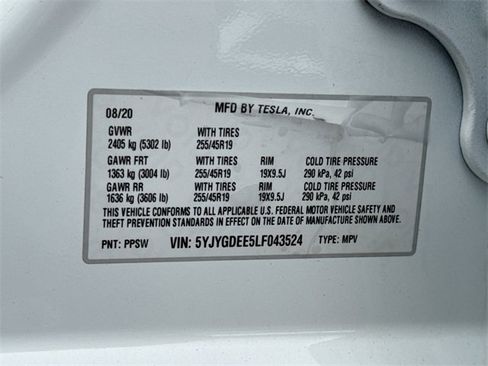 08/20 MFD BY TESLA, INC.
GVWR WITH TIRES
2405 kg (5302 lb) 255/45R19
GAWR FRT WITH TIRES RIM COLD TIRE PRESSURE
1363 kg (3004 lb) 255/45R19 19X9.5J 290 kPa, 42 psi
GAWR RR WITH TIRES RIM COLD TIRE PRESSURE
1636 kg (3606 lb) 255/45R19 19X9.5J 290 kPa, 42 psi
THIS VEHICLE CONFORMS TO ALL APPLICABLE U.S. FEDERAL MOTOR VEHICLE SAFETY AND
THEFT PREVENTION STANDARDS IN EFFECT ON THE DATE OF MANUFACTURE SHOWN ABOVE.
PNT: PPSW VIN: 5YJYGDEE5LF043524 TYPE: MPV